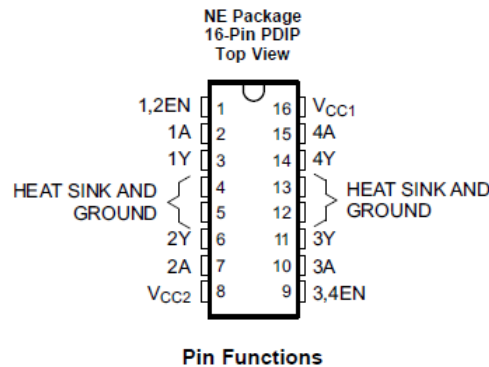 NE Package
16-Pin PDIP
Top View
1,2EN 1 16 VCC1
1A 2 15 4A
1Y 3 14 4Y
HEAT SINK AND GROUND 4 13 HEAT SINK AND GROUND
5 12
2Y 6 11 3Y
2A 7 10 3A
VCC2 8 9 3,4EN
Pin Functions